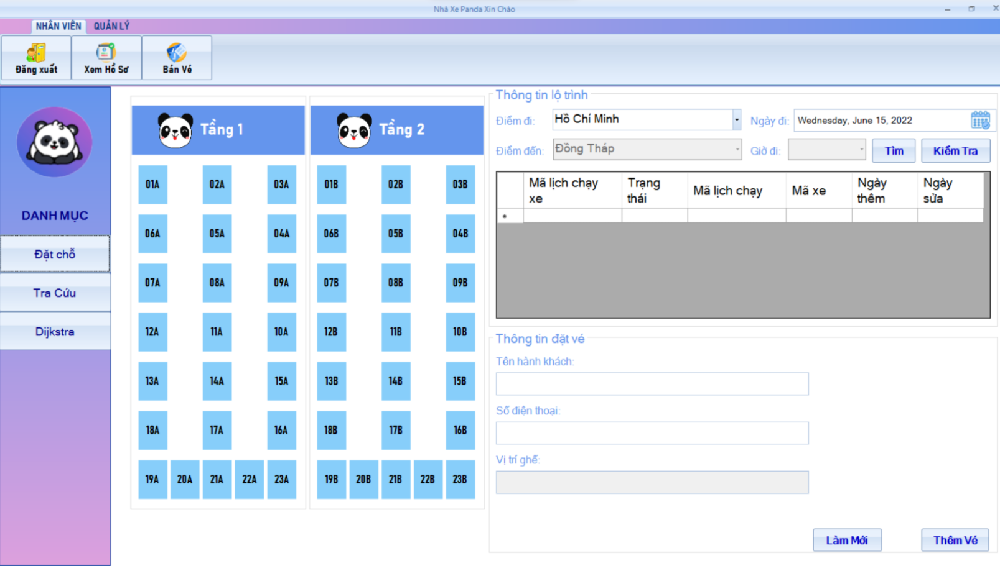 Nhà Xe Panda Xin Chào
NHÂN VIÊN QUẢN LÝ
Đăng xuất Xem Hồ Sơ Bán Vé
DANH MỤC
Đặt chỗ
Tra Cứu
Dijkstra
Tầng 1
01A 02A 03A
06A 05A 04A
07A 08A 09A
12A 11A 10A
13A 14A 15A
18A 17A 16A
19A 20A 21A 22A 23A
Tầng 2
01B 02B 03B
06B 05B 04B
07B 08B 09B
12B 11B 10B
13B 14B 15B
18B 17B 16B
19B 20B 21B 22B 23B
Thông tin lộ trình
Điểm đi: Hồ Chí Minh Ngày đi: Wednesday, June 15, 2022
Điểm đến: Đồng Tháp Giờ đi: Tìm Kiểm Tra
Mã lịch chạy xe Trạng thái Mã lịch chạy Mã xe Ngày thêm Ngày sửa
Thông tin đặt vé
Tên hành khách:
Số điện thoại:
Vị trí ghế:
Làm Mới Thêm Vé